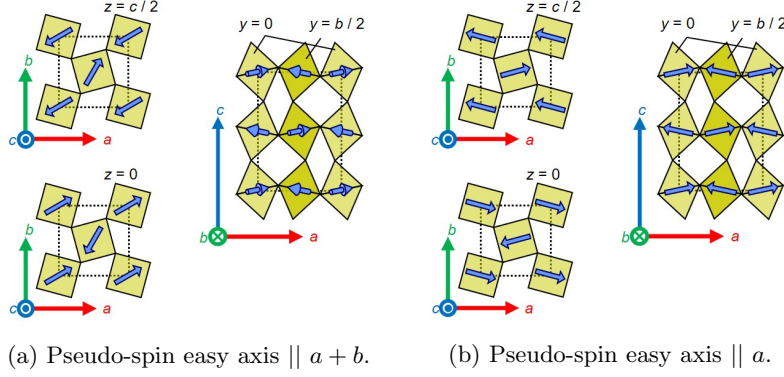 z = c / 2
b
c
a
z = 0
b
c
a
y = 0
y = b / 2
c
b
a
z = c / 2
b
c
a
z = 0
b
c
a
y = 0
y = b / 2
c
b
a
(a) Pseudo-spin easy axis || a + b.
(b) Pseudo-spin easy axis || a.